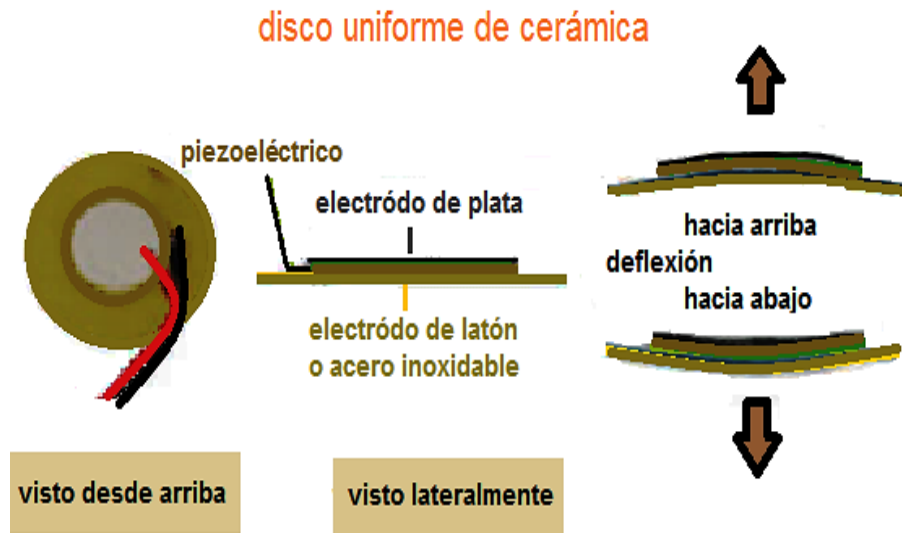 disco uniforme de cerámica
piezoeléctrico
electródo de plata
electródo de latón
o acero inoxidable
hacia arriba
deflexión
hacia abajo
visto desde arriba
visto lateralmente